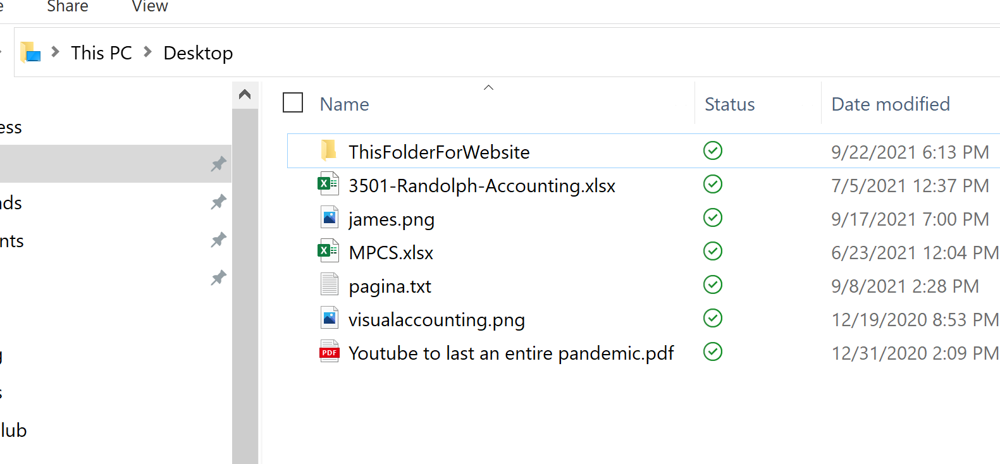 Share View
This PC Desktop
Name Status Date modified
ThisFolderForWebsite 9/22/2021 6:13 PM
3501-Randolph-Accounting.xlsx 7/5/2021 12:37 PM
james.png 9/17/2021 7:00 PM
MPCS.xlsx 6/23/2021 12:04 PM
pagina.txt 9/8/2021 2:28 PM
visualaccounting.png 12/19/2020 8:53 PM
PDF Youtube to last an entire pandemic.pdf 12/31/2020 2:09 PM
ess
ds
nts
lub